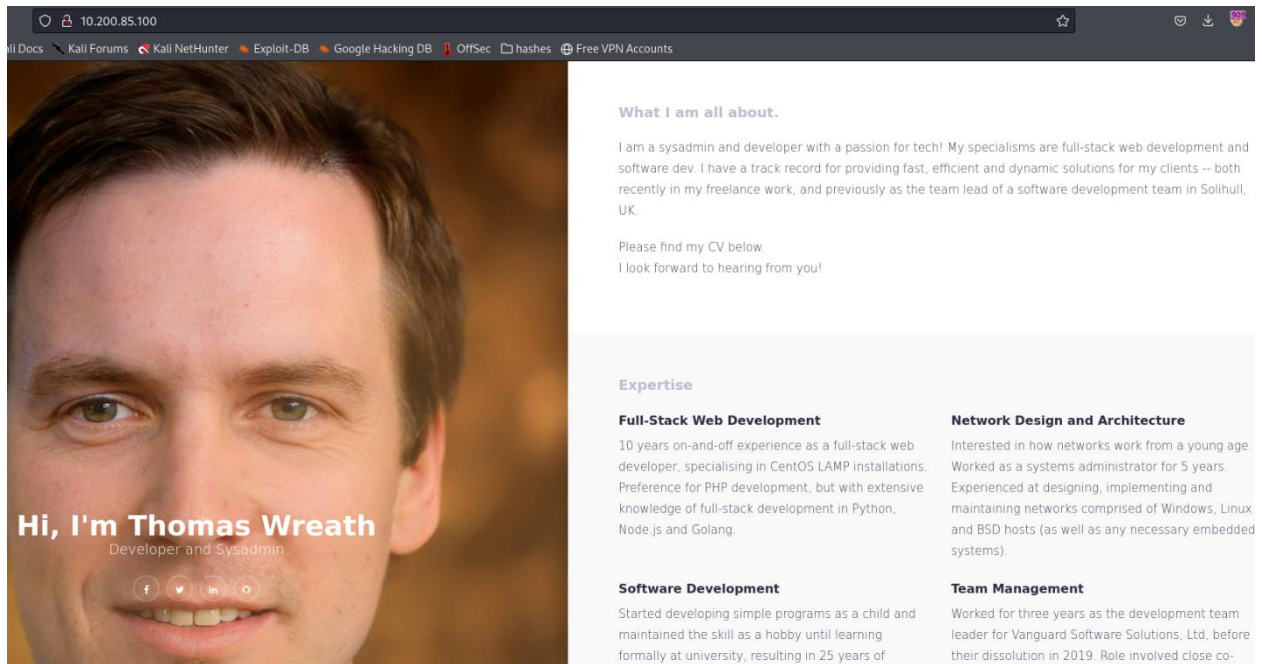 10.200.85.100
ali Docs Kali Forums Kali NetHunter Exploit-DB Google Hacking DB OffSec hashes Free VPN Accounts
Hi, I'm Thomas Wreath
Developer and Sysadmin
What I am all about.
I am a sysadmin and developer with a passion for tech! My specialisms are full-stack web development and
software dev. I have a track record for providing fast, efficient and dynamic solutions for my clients -- both
recently in my freelance work, and previously as the team lead of a software development team in Solihull,
UK.
Please find my CV below.
I look forward to hearing from you!
Expertise
Full-Stack Web Development
10 years on-and-off experience as a full-stack web
developer, specialising in CentOS LAMP installations.
Preference for PHP development, but with extensive
knowledge of full-stack development in Python,
Node.js and Golang.
Network Design and Architecture
Interested in how networks work from a young age.
Worked as a systems administrator for 5 years.
Experienced at designing, implementing and
maintaining networks comprised of Windows, Linux
and BSD hosts (as well as any necessary embedded
systems).
Software Development
Started developing simple programs as a child and
maintained the skill as a hobby until learning
formally at university, resulting in 25 years of
Team Management
Worked for three years as the development team
leader for Vanguard Software Solutions, Ltd, before
their dissolution in 2019. Role involved close co-